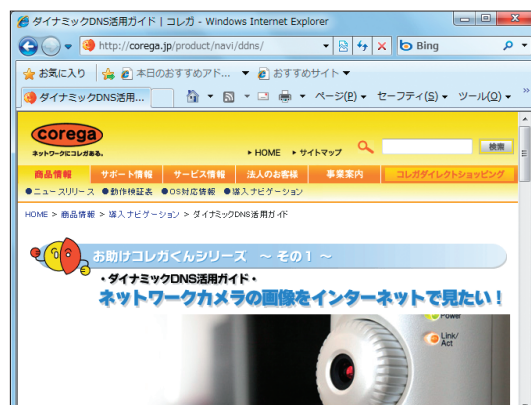 ダイナミックDNS活用ガイド | コレガ - Windows Internet Explorer
http://corega.jp/product/navi/ddns/
Bing
お気に入り 本日のおすすめアド... おすすめサイト
ダイナミックDNS活用... ページ(P) セーフティ(S) ツール(O) »
corega
ネットワークにコレがある。
HOME サイトマップ 検索
商品情報 サポート情報 サービス情報 法人のお客様 事業案内 コレガダイレクトショッピング
●ニュースリリース ●動作検証表 ●OS対応情報 ●導入ナビゲーション
HOME > 商品情報 > 導入ナビゲーション > ダイナミックDNS活用ガイド
お助けコレガくんシリーズ ～ その1 ～
・ダイナミックDNS活用ガイド・
ネットワークカメラの画像をインターネットで見たい！
Power
Link/
Act